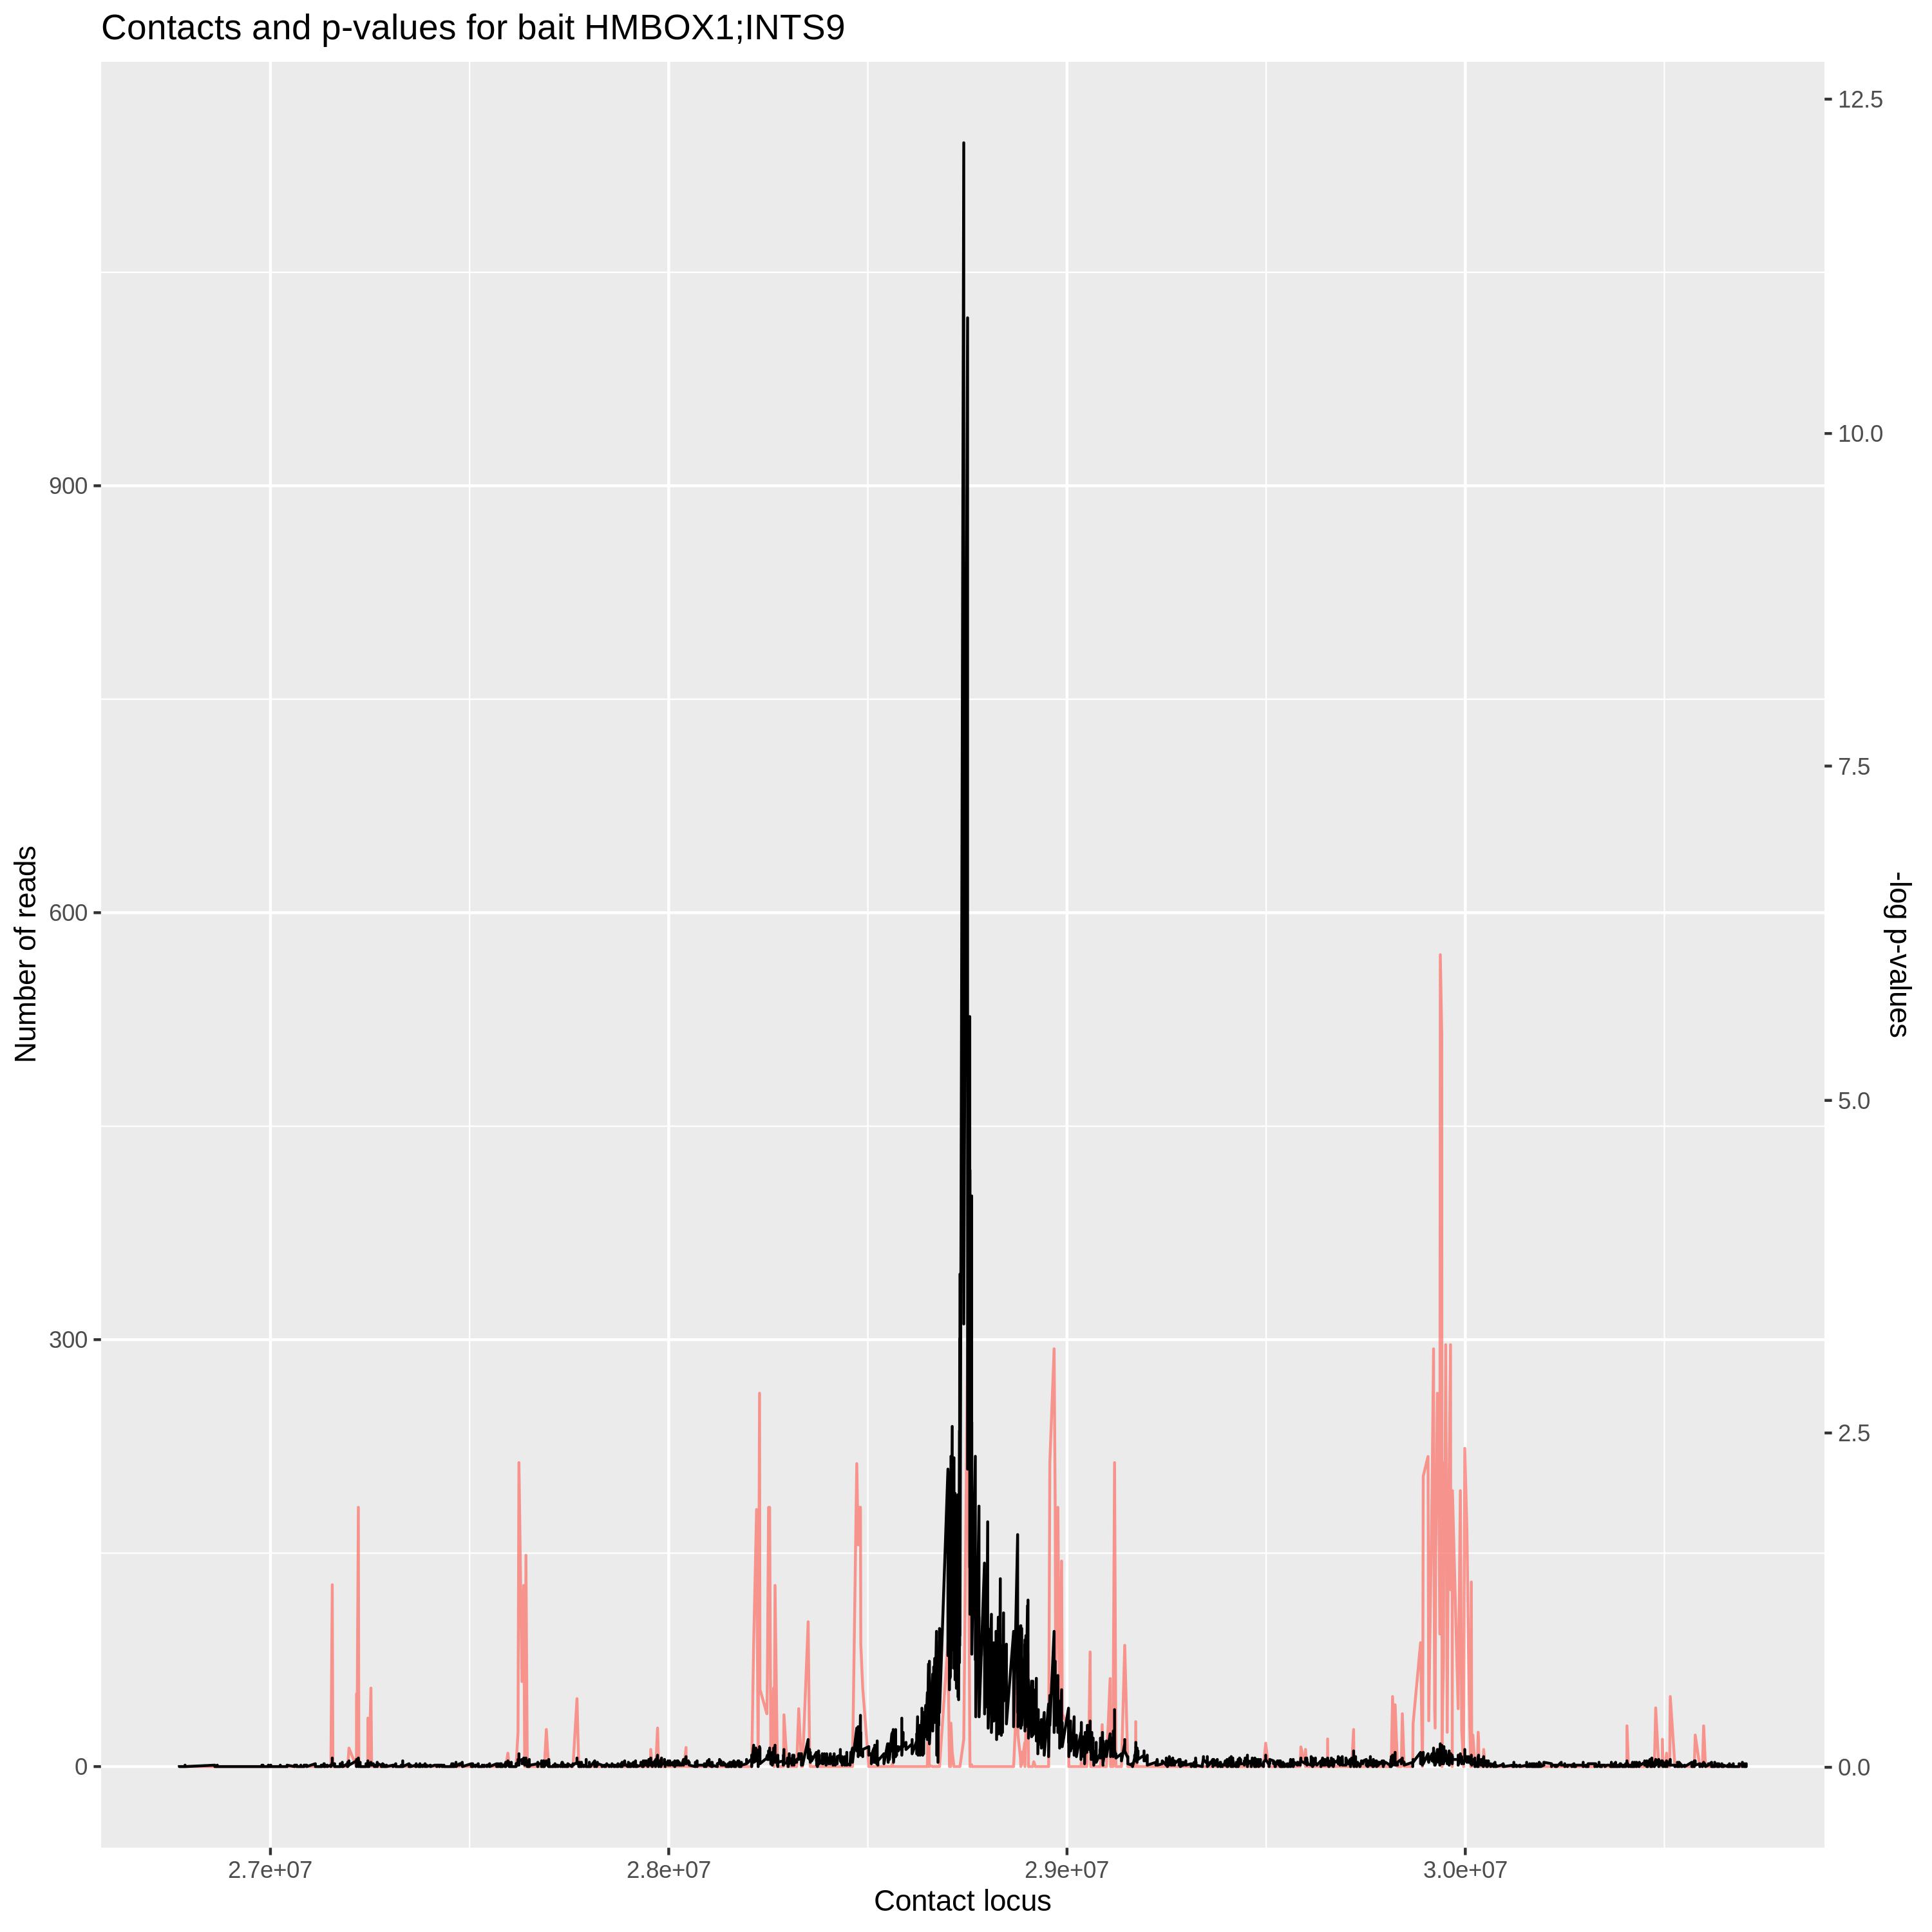 Contacts and p-values for bait HMBOX1;INTS9
12.5
10.0
900
7.5
Number of reads
-log p-values
600
5.0
300
2.5
0
0.0
2.7e+07
2.8e+07
2.9e+07
3.0e+07
Contact locus